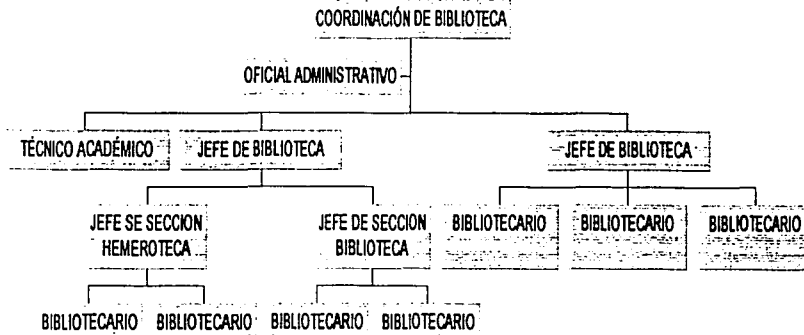 COORDINACIÓN DE BIBLIOTECA
OFICIAL ADMINISTRATIVO
TÉCNICO ACADÉMICO
JEFE DE BIBLIOTECA
JEFE DE BIBLIOTECA
JEFE SE SECCION
HEMEROTECA
JEFE DE SECCION
BIBLIOTECA
BIBLIOTECARIO
BIBLIOTECARIO
BIBLIOTECARIO
BIBLIOTECARIO
BIBLIOTECARIO
BIBLIOTECARIO
BIBLIOTECARIO